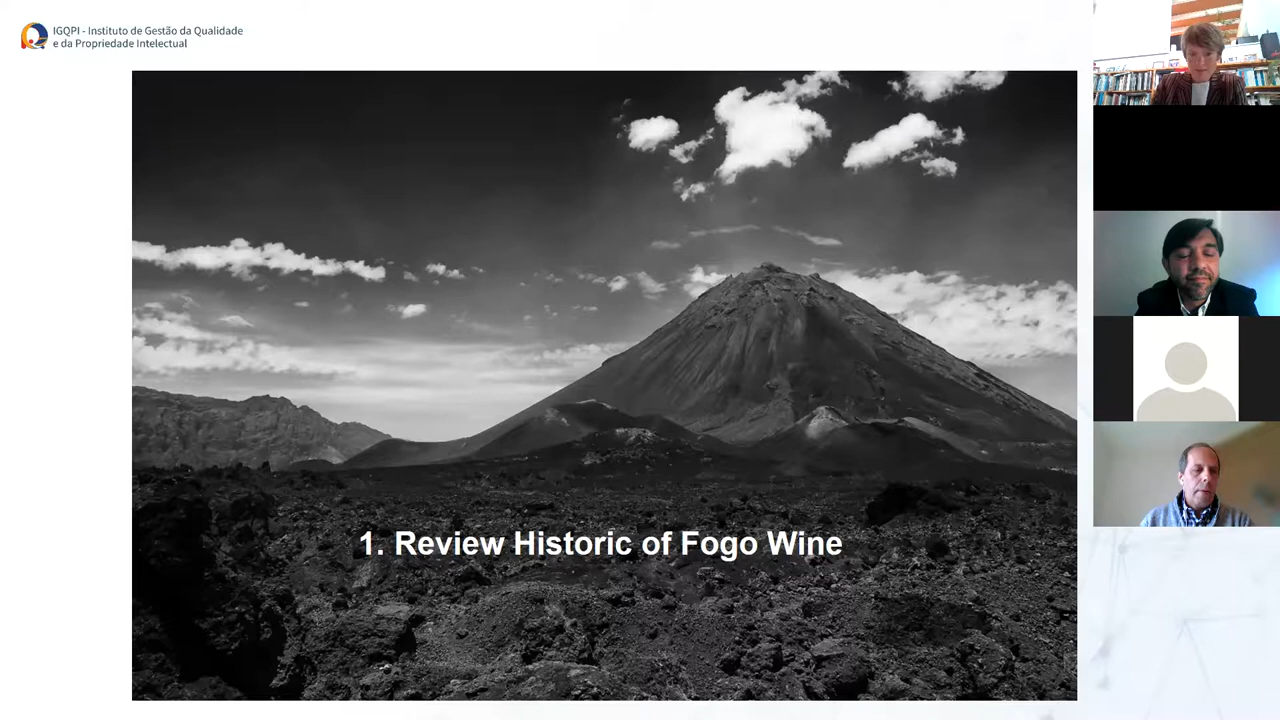 IGQPI - Instituto de Gestão da Qualidade
e da Propriedade Intelectual
1. Review Historic of Fogo Wine